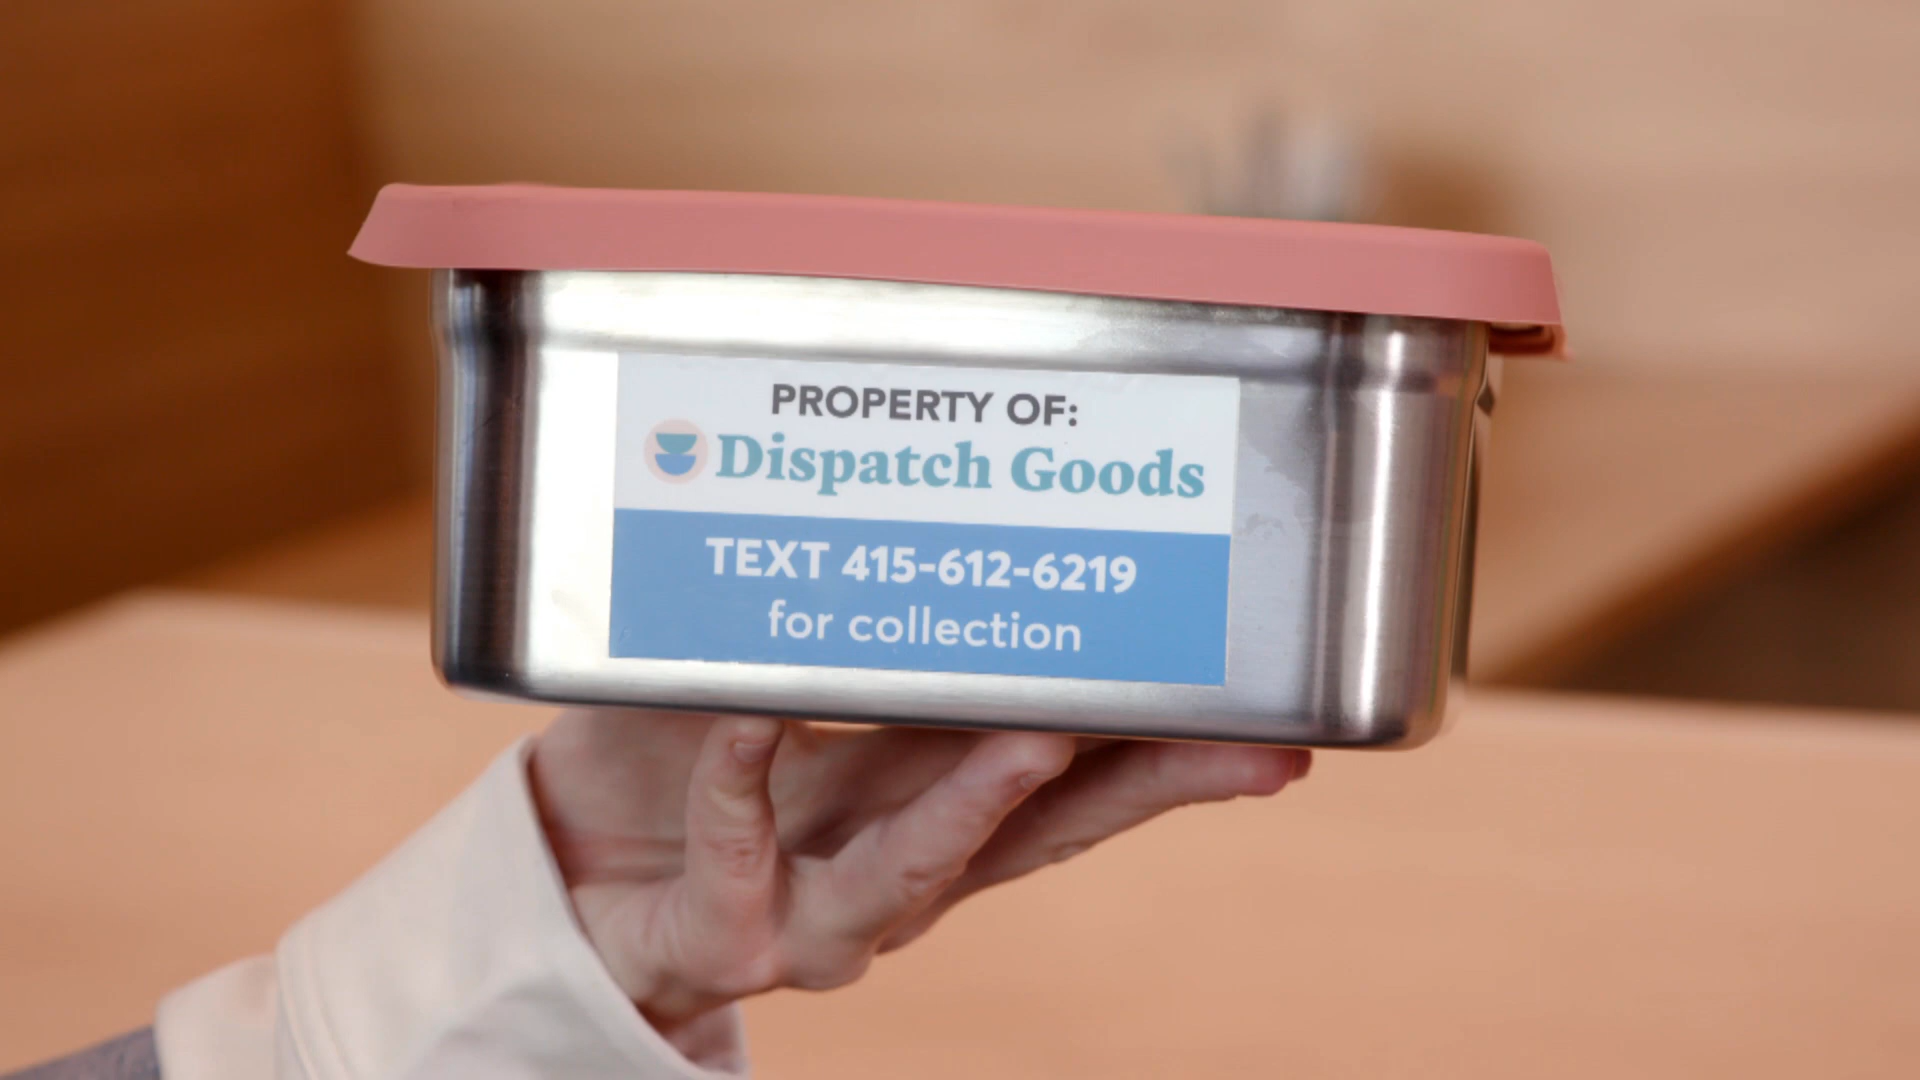 PROPERTY OF:
Dispatch Goods
TEXT 415-612-6219
for collection